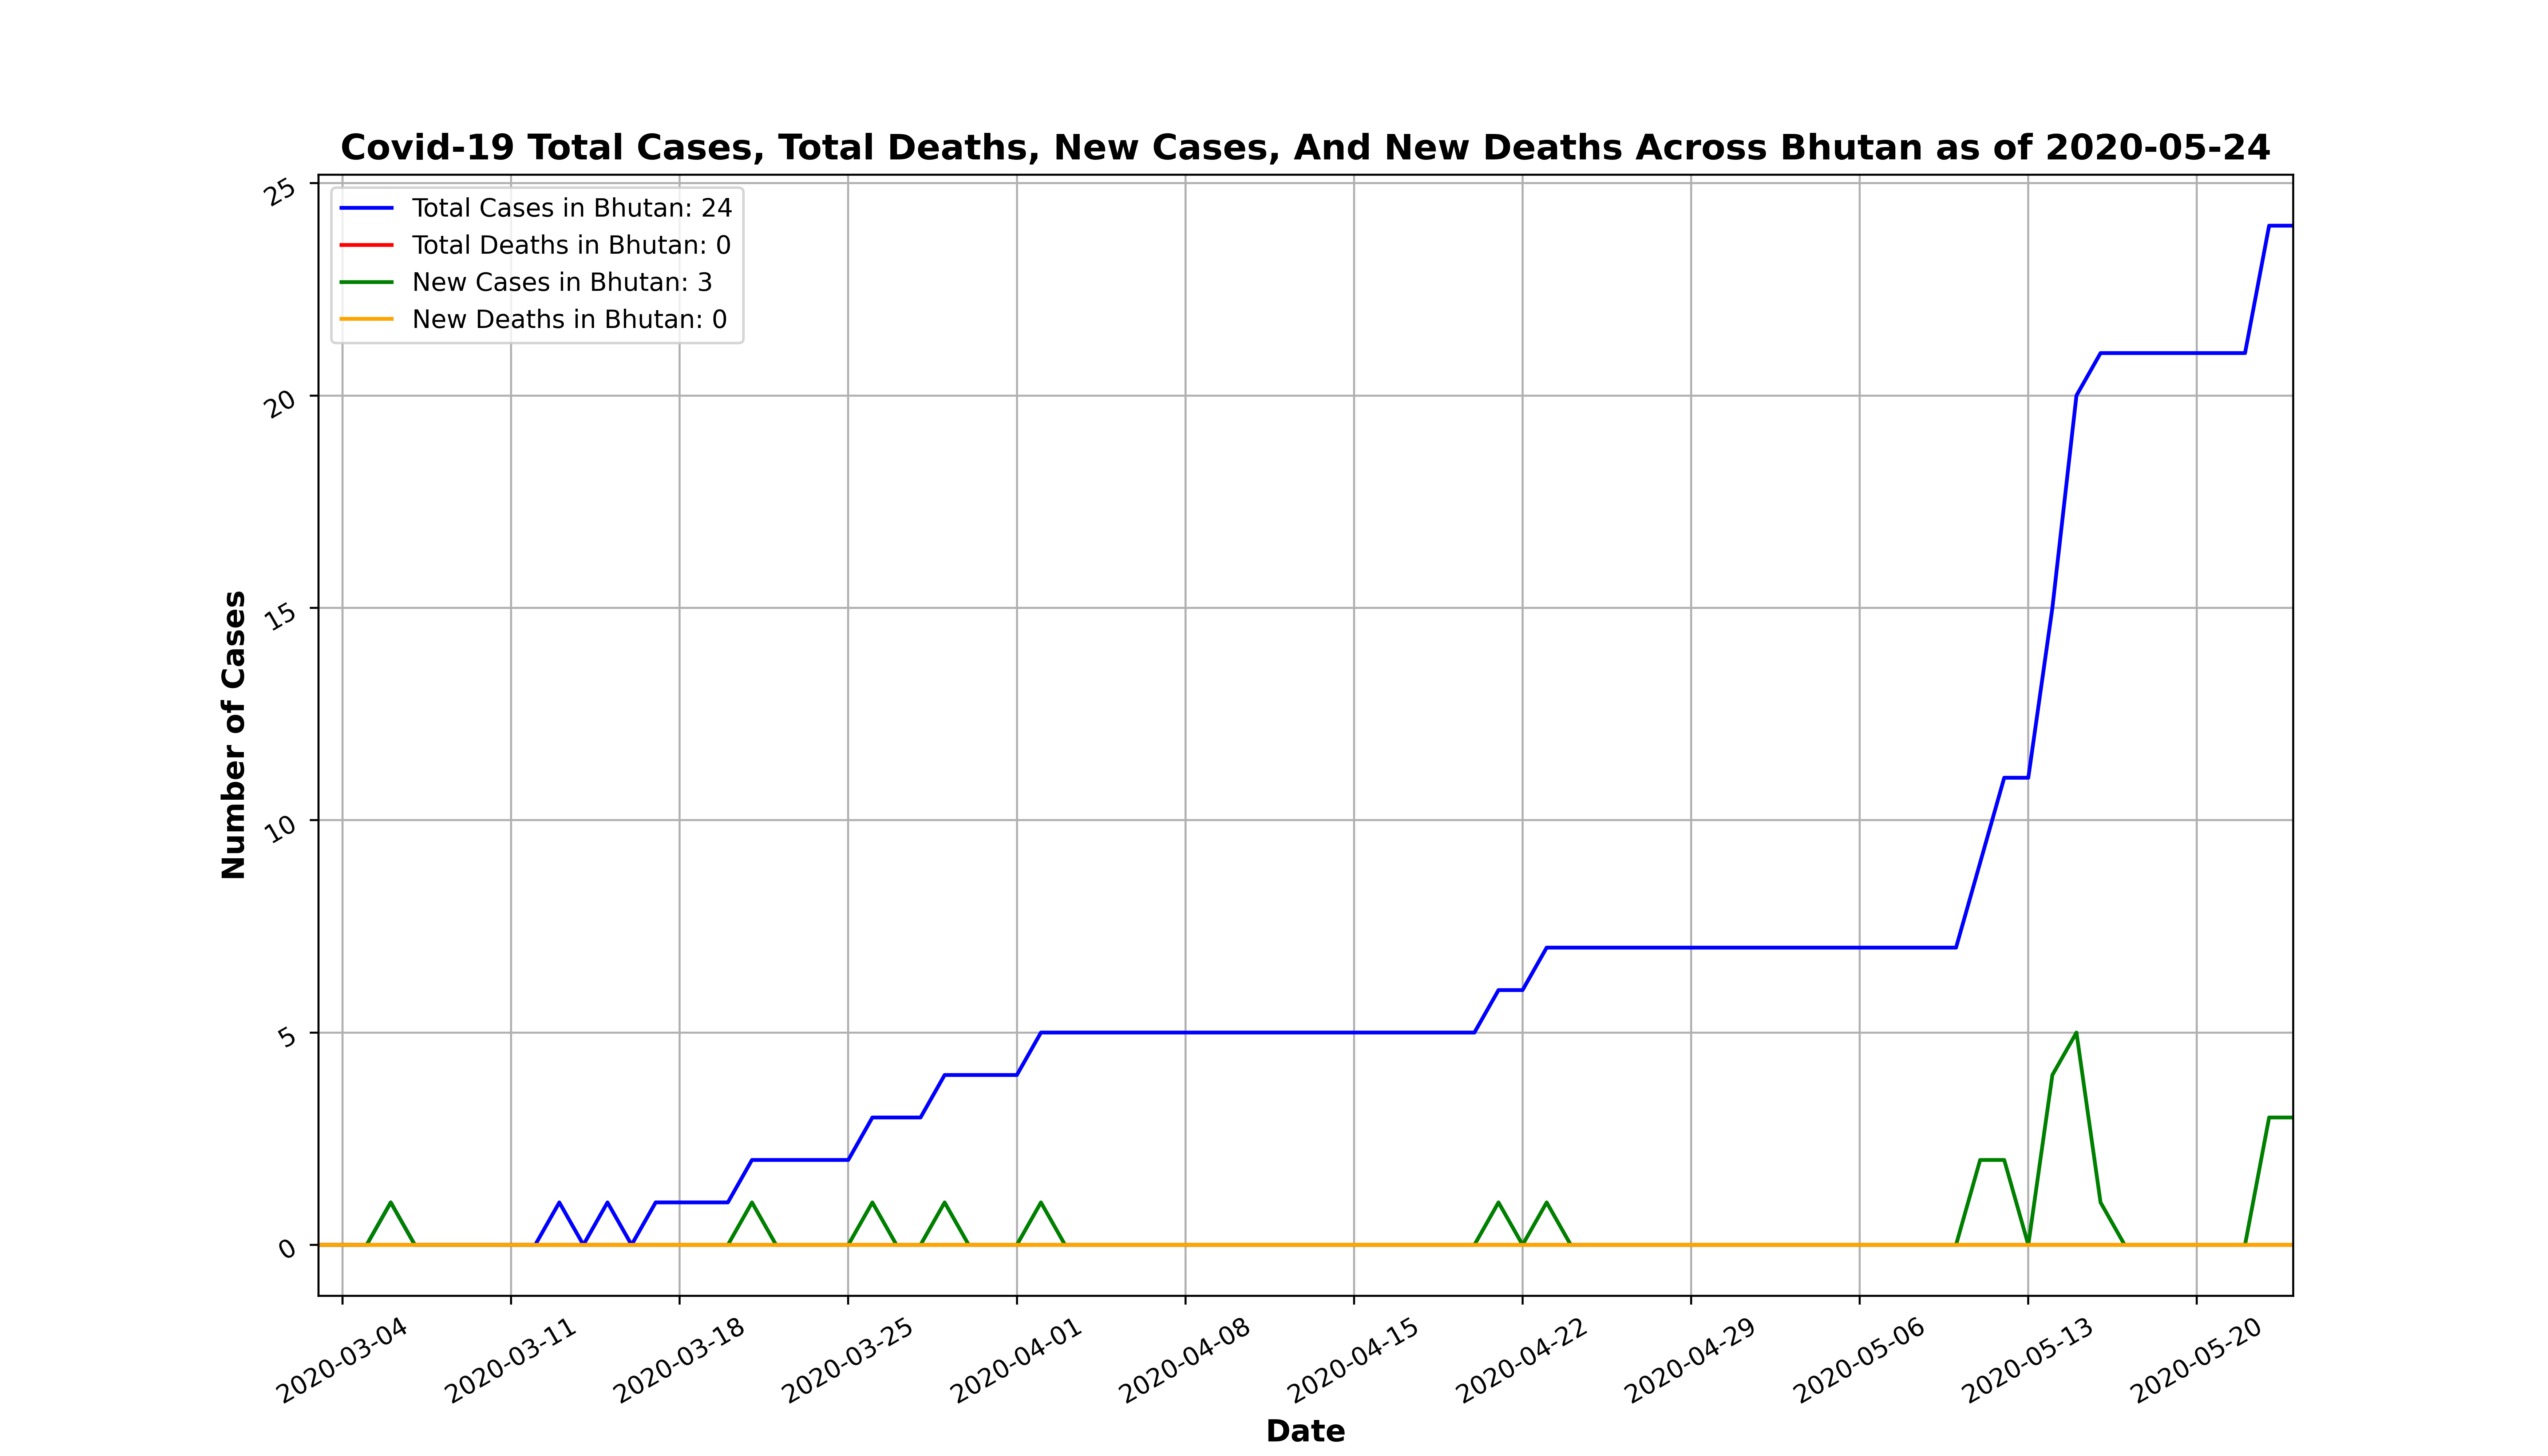 Covid-19 Total Cases, Total Deaths, New Cases, And New Deaths Across Bhutan as of 2020-05-24
Total Cases in Bhutan: 24
Total Deaths in Bhutan: 0
New Cases in Bhutan: 3
New Deaths in Bhutan: 0
Number of Cases
25
20
15
10
5
0
2020-03-04
2020-03-11
2020-03-18
2020-03-25
2020-04-01
2020-04-08
2020-04-15
2020-04-22
2020-04-29
2020-05-06
2020-05-13
2020-05-20
Date